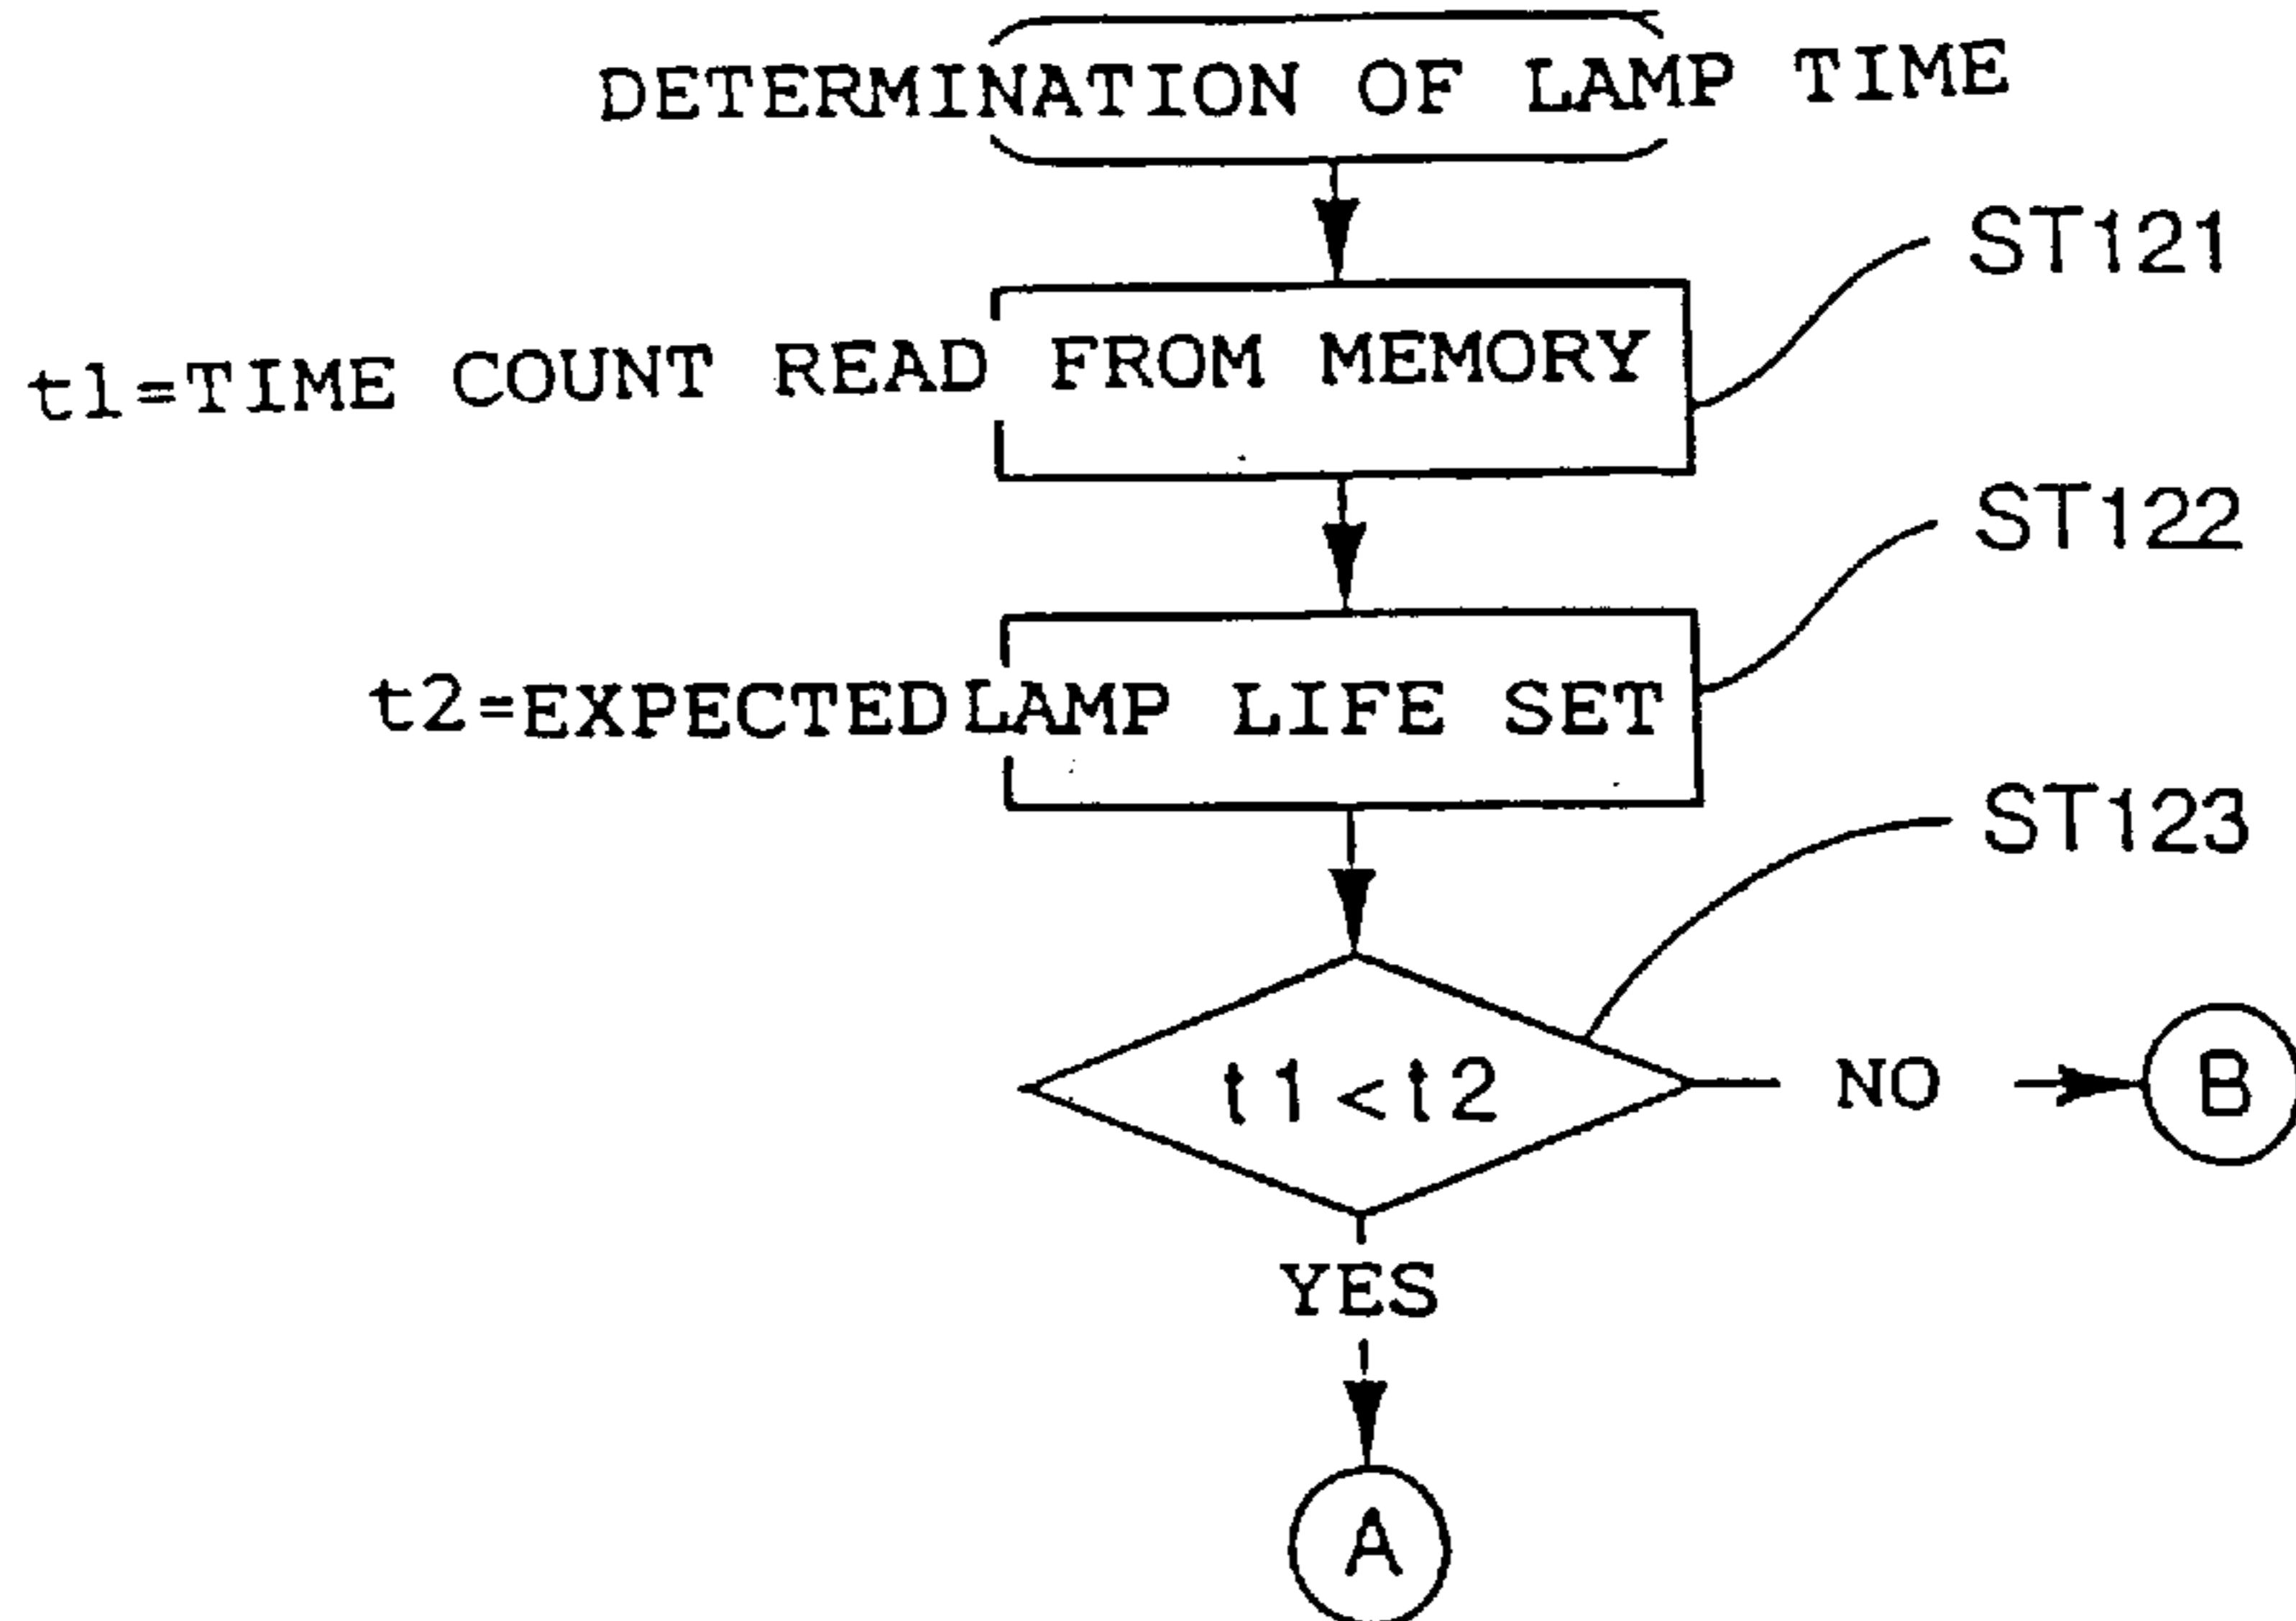 DETERMINATION OF LAMP TIME
ST121
t1=TIME COUNT READ FROM MEMORY
ST122
t2=EXPECTED LAMP LIFE SET
ST123
t1<t2
NO
B
YES
A